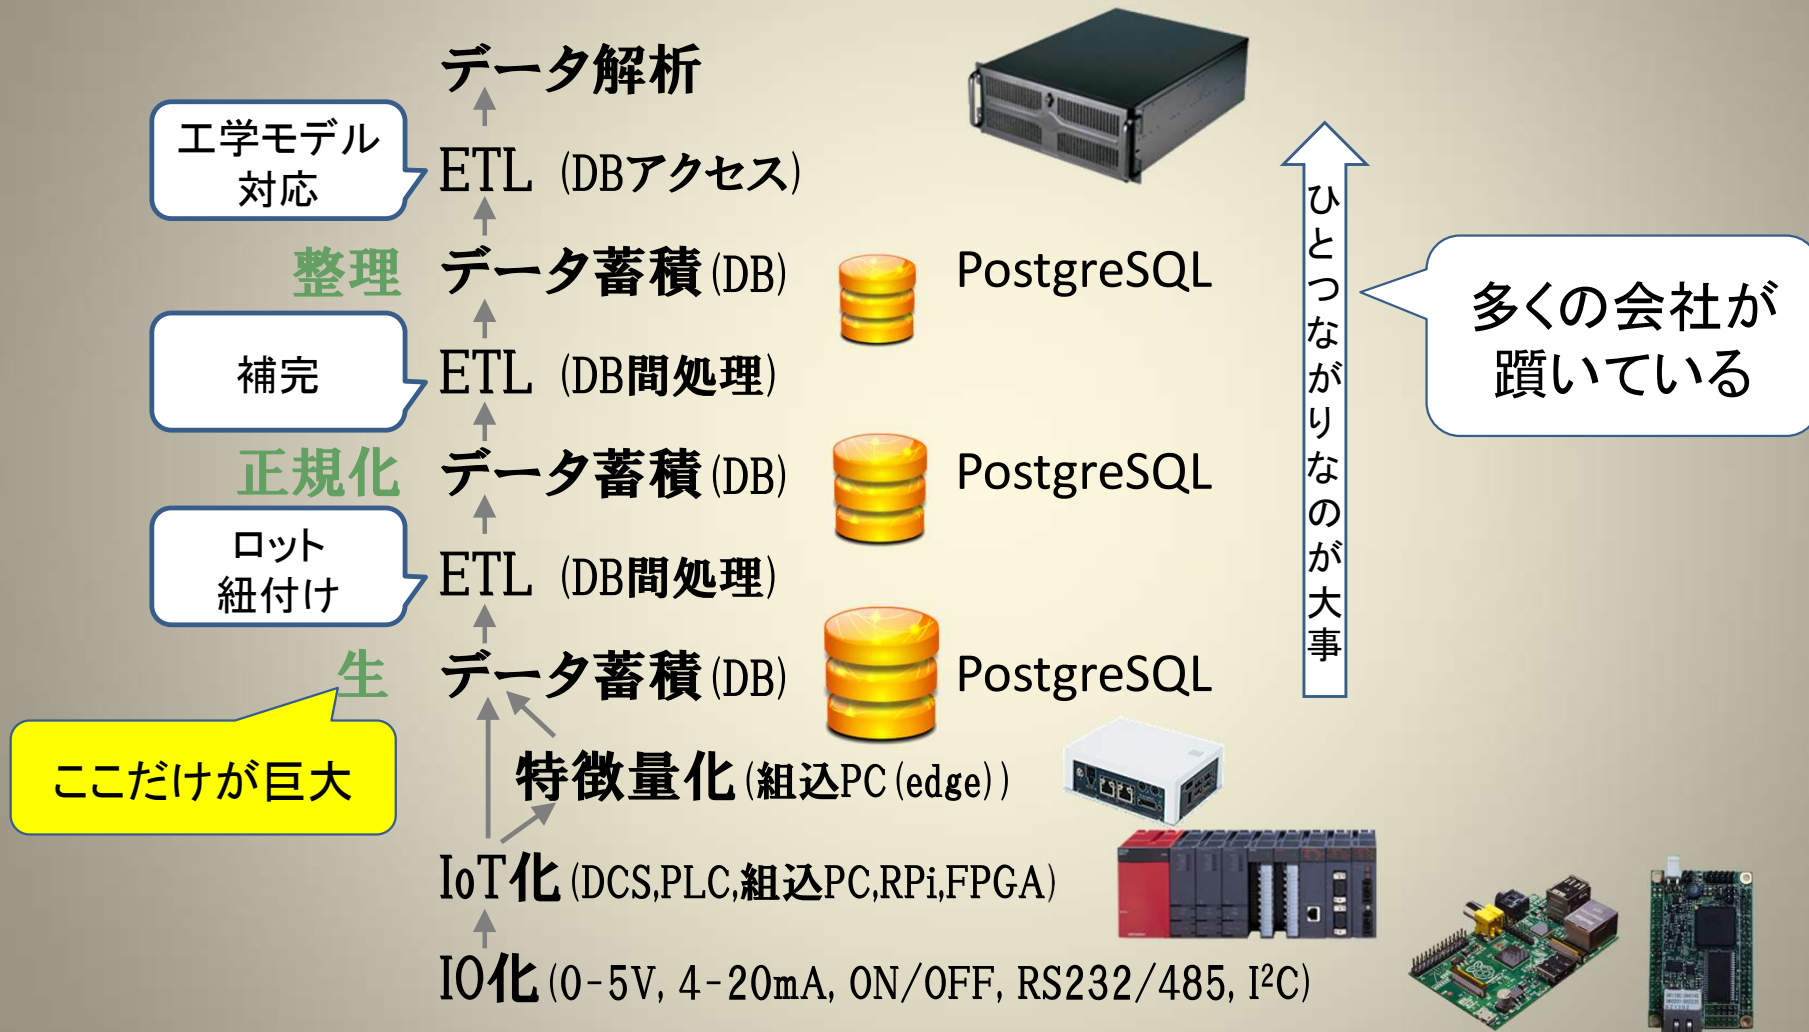 データ解析
工学モデル
対応
ETL (DBアクセス)
整理 データ蓄積(DB) PostgreSQL
補完
ETL (DB間処理)
正規化 データ蓄積(DB) PostgreSQL
ロット
紐付け
ETL (DB間処理)
生 データ蓄積(DB) PostgreSQL
ここだけが巨大
特徴量化(組込PC(edge))
IoT化(DCS,PLC,組込PC,RPi,FPGA)
IO化(0-5V, 4-20mA, ON/OFF, RS232/485, I²C)
ひとつながりなのが大事
多くの会社が
躓いている